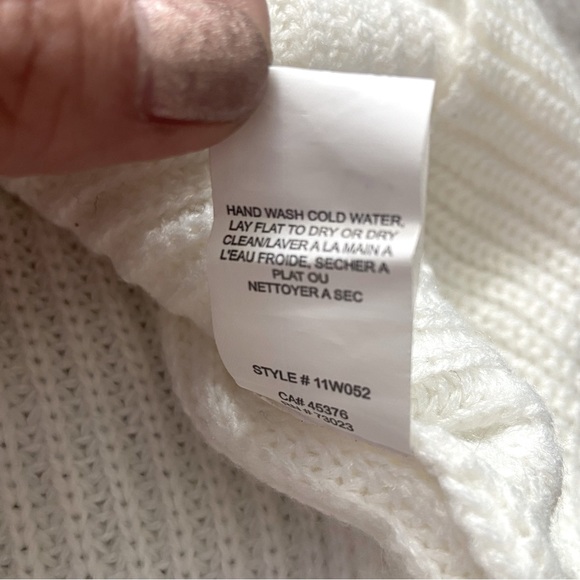 HAND WASH COLD WATER,
LAY FLAT TO DRY OR DRY
CLEAN/LAVER A LA MAIN A
L'EAU FROIDE, SECHER A
PLAT OU
NETTOYER A SEC
STYLE # 11W052
CA# 45376
# 73023